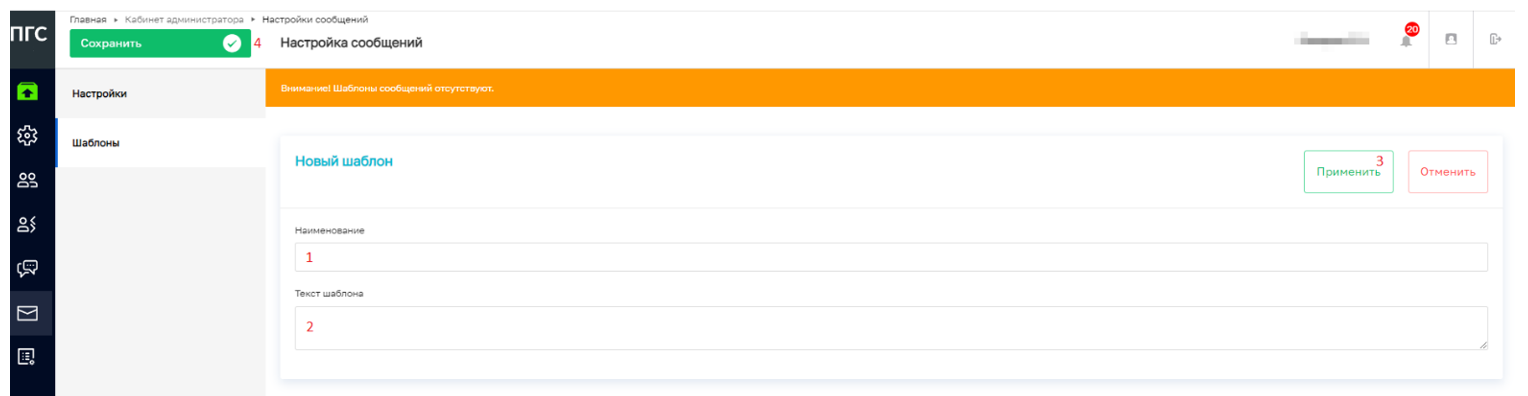 ПГС
Главная ▸ Кабинет администратора ▸ Настройки сообщений
Сохранить 4
Настройка сообщений
20
Настройки
Внимание! Шаблоны сообщений отсутствуют.
Шаблоны
Новый шаблон
3
Применить
Отменить
Наименование
1
Текст шаблона
2